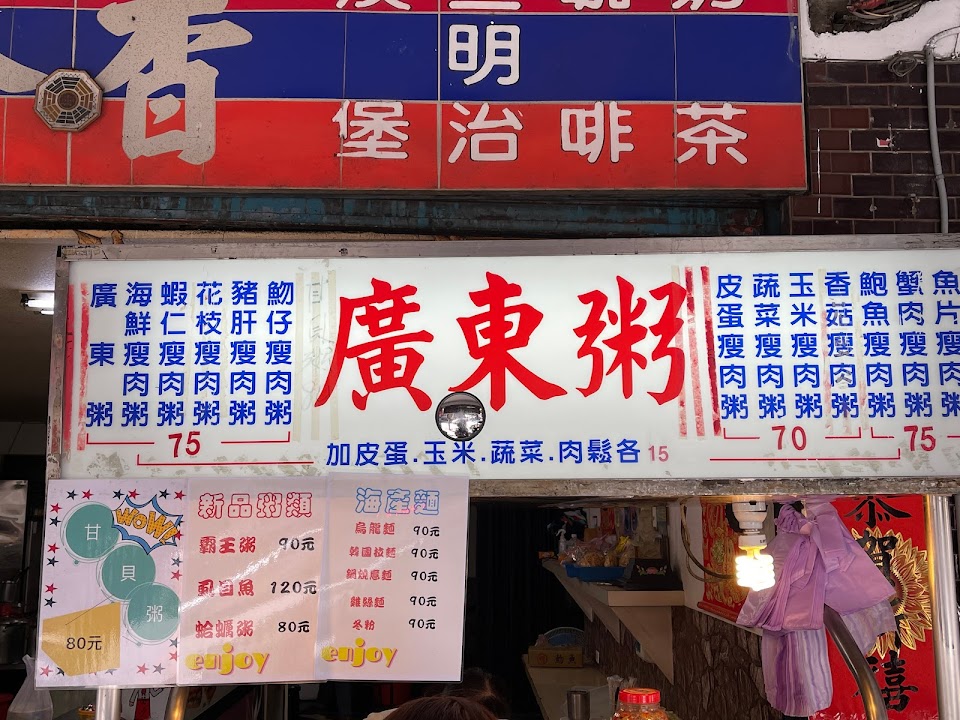 香
堡
明治
啡
茶
廣東粥
海鮮瘦肉粥
蝦仁瘦肉粥
花枝瘦肉粥
豬肝瘦肉粥
魩仔瘦肉粥
75
廣東粥
加皮蛋.玉米.蔬菜.肉鬆各15
皮蛋瘦肉粥
蔬菜瘦肉粥
玉米瘦肉粥
香菇瘦肉粥
鮑魚瘦肉粥
蟹肉瘦肉粥
魚片瘦肉粥
70
75
WOW!
甘貝粥
80元
新品粥類
霸王粥 90元
虱目魚 120元
蛤蠣粥 80元
enjoy
海產麵
烏龍麵 90元
韓國拉麵 90元
鍋燒意麵 90元
雞絲麵 90元
冬粉 90元
enjoy
恭賀
禧